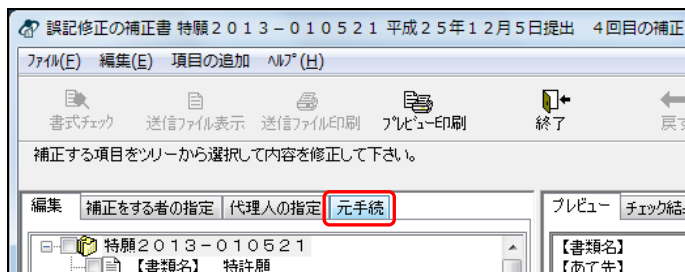 誤記修正の補正書 特願２０１３－０１０５２１ 平成２５年１２月５日提出　４回目の補正
ﾌｧｲﾙ(F)　編集(E)　項目の追加　ﾍﾙﾌﾟ(H)
書式ﾁｪｯｸ　送信ﾌｧｲﾙ表示　送信ﾌｧｲﾙ印刷　ﾌﾟﾚﾋﾞｭｰ印刷　終了　戻す
補正する項目をツリーから選択して内容を修正して下さい。
編集　補正をする者の指定　代理人の指定　元手続　プレビュー　チェック結
特願２０１３－０１０５２１　【書類名】
【書類名】　特許願　【あて先】